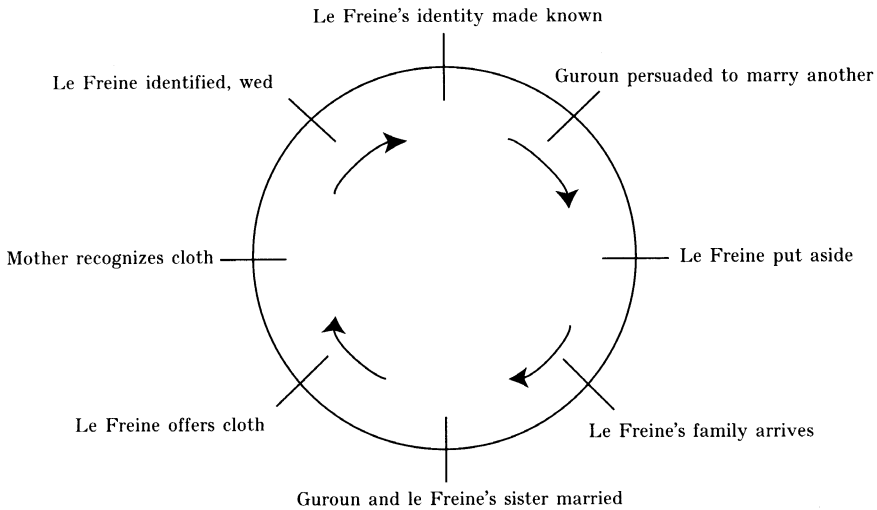 Le Freine's identity made known
Guroun persuaded to marry another
Le Freine identified, wed
Mother recognizes cloth
Le Freine put aside
Le Freine offers cloth
Le Freine's family arrives
Guroun and le Freine's sister married